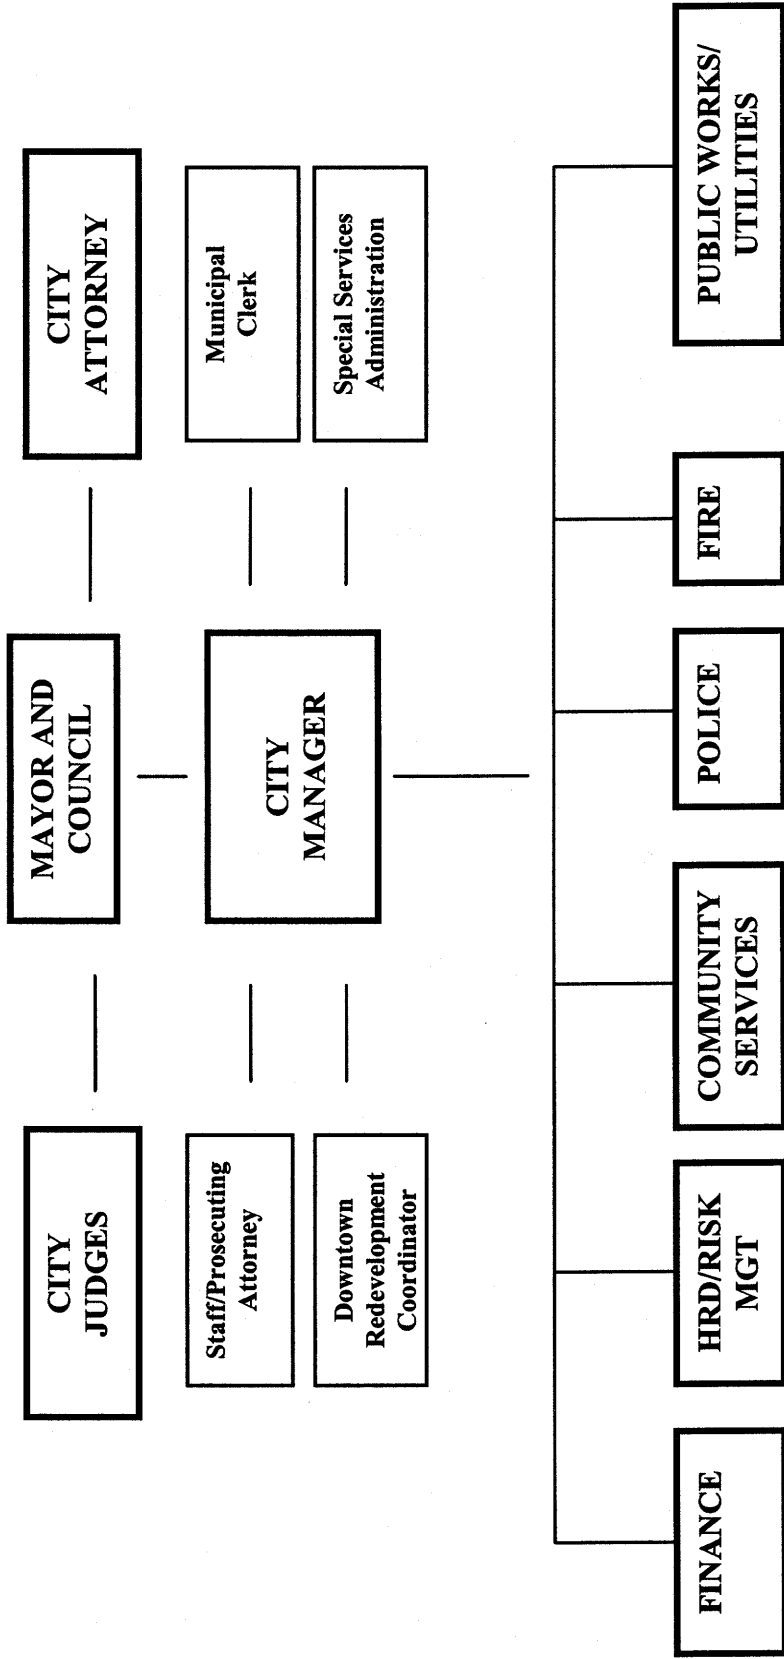 CITY
JUDGES
MAYOR AND
COUNCIL
CITY
ATTORNEY
Staff/Prosecuting
Attorney
CITY
MANAGER
Municipal
Clerk
Downtown
Redevelopment
Coordinator
Special Services
Administration
FINANCE
HRD/RISK
MGT
COMMUNITY
SERVICES
POLICE
FIRE
PUBLIC WORKS/
UTILITIES